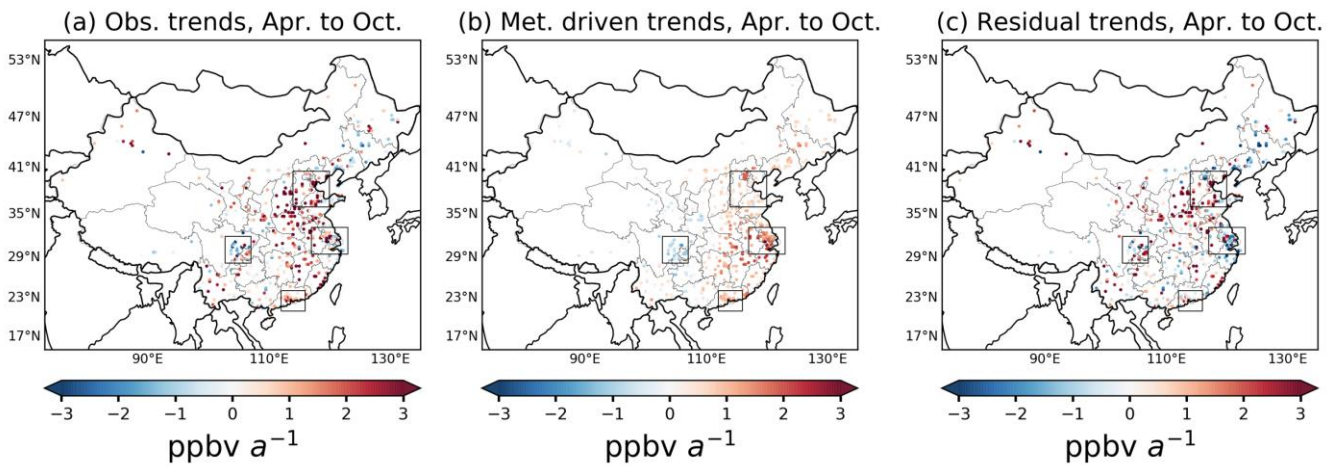 (a) Obs. trends, Apr. to Oct.
(b) Met. driven trends, Apr. to Oct.
(c) Residual trends, Apr. to Oct.
53°N
47°N
41°N
35°N
29°N
23°N
17°N
90°E 110°E 130°E
53°N
47°N
41°N
35°N
29°N
23°N
17°N
90°E 110°E 130°E
53°N
47°N
41°N
35°N
29°N
23°N
17°N
90°E 110°E 130°E
−3 −2 −1 0 1 2 3
−3 −2 −1 0 1 2 3
−3 −2 −1 0 1 2 3
ppbv a⁻¹
ppbv a⁻¹
ppbv a⁻¹